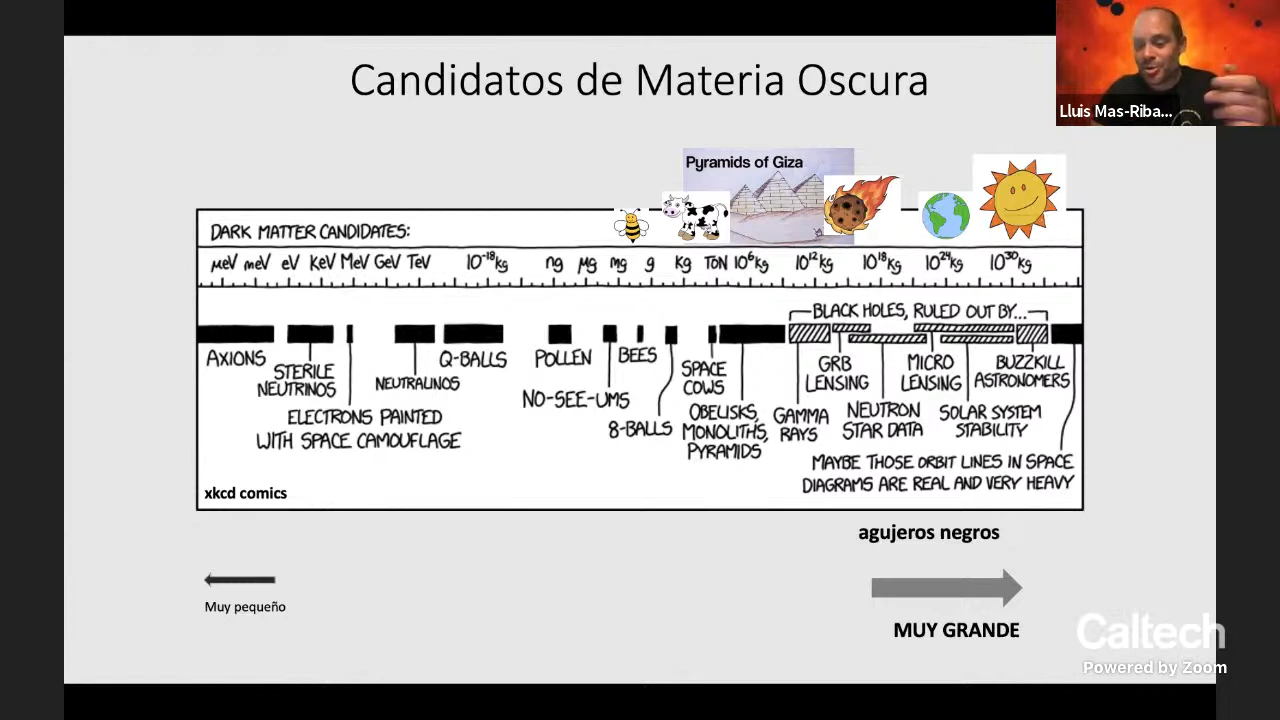 Candidatos de Materia Oscura
Lluis Mas-Riba...
Pyramids of Giza
DARK MATTER CANDIDATES:
µeV meV eV KeV MeV GeV TeV 10⁻¹⁸kg ng µg mg g kg TON 10⁶kg 10¹²kg 10¹⁸kg 10²⁴kg 10³⁰kg
BLACK HOLES, RULED OUT BY...
AXIONS
STERILE
NEUTRINOS
ELECTRONS PAINTED
WITH SPACE CAMOUFLAGE
NEUTRALINOS
Q-BALLS
POLLEN
NO-SEE-UMS
BEES
8-BALLS
SPACE
COWS
OBELISKS,
MONOLITHS,
PYRAMIDS
GAMMA
RAYS
GRB
LENSING
NEUTRON
STAR DATA
MICRO
LENSING
SOLAR SYSTEM
STABILITY
BUZZKILL
ASTRONOMERS
MAYBE THOSE ORBIT LINES IN SPACE
DIAGRAMS ARE REAL AND VERY HEAVY
xkcd comics
agujeros negros
Muy pequeño
MUY GRANDE
Caltech
Powered by Zoom